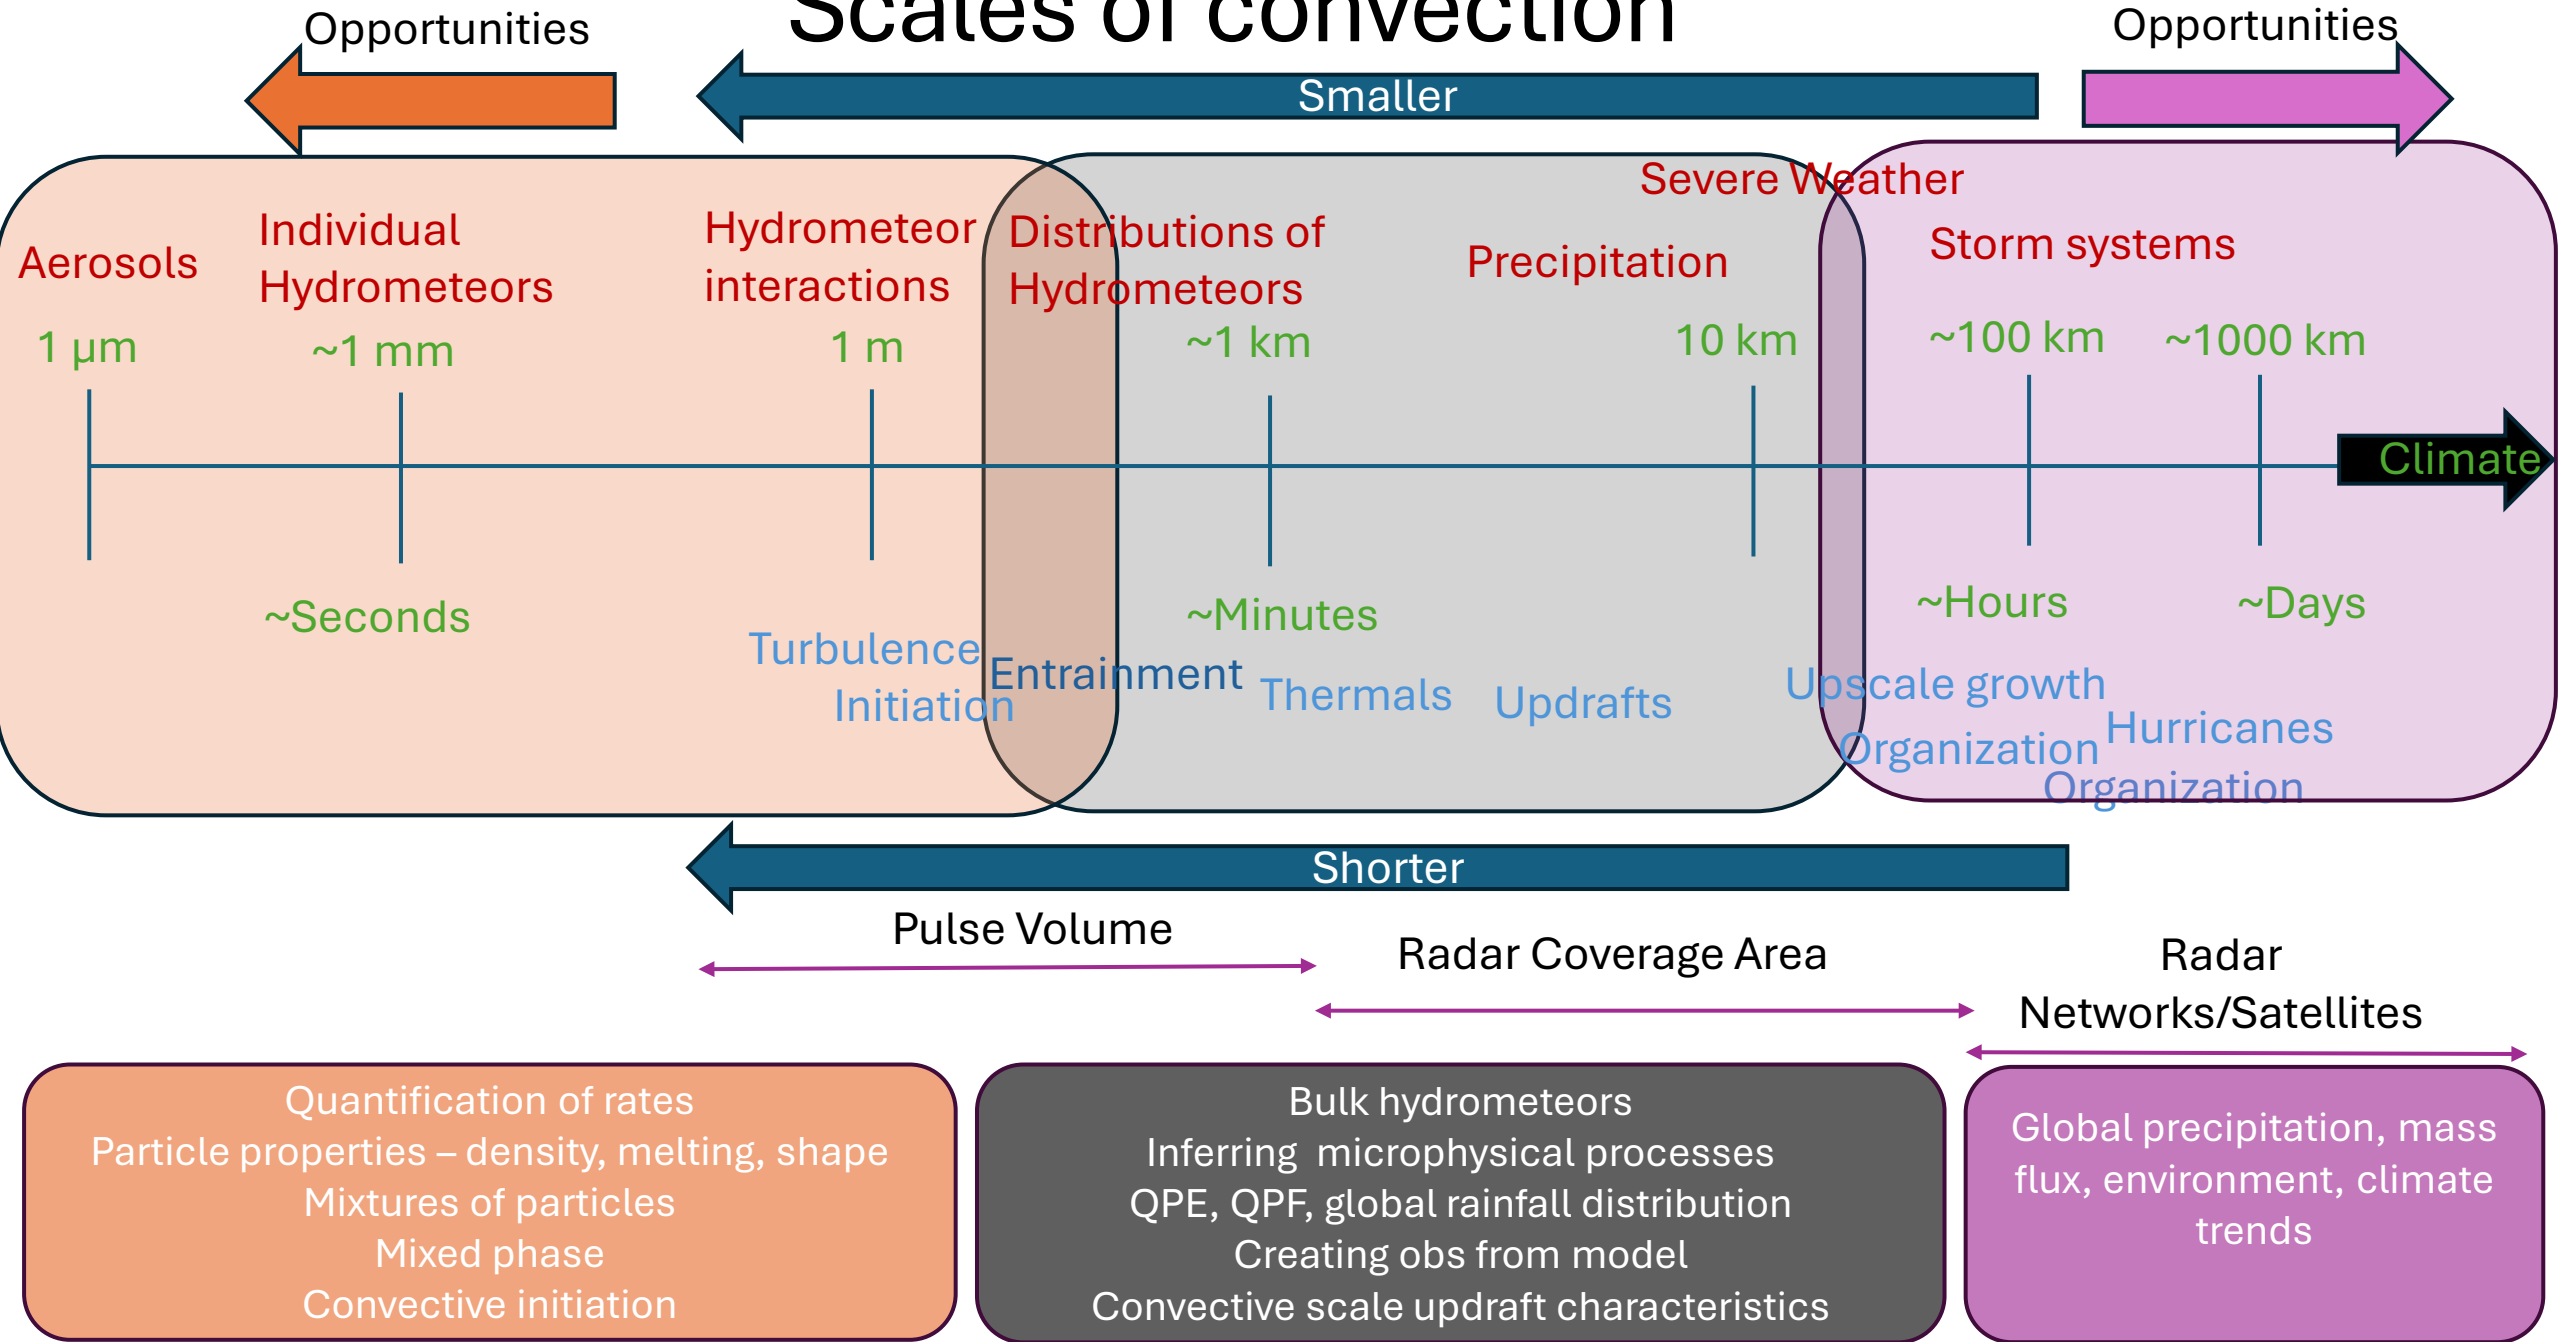 Scales of convection
Opportunities
Opportunities
Smaller
Severe Weather
Aerosols
Individual
Hydrometeors
Hydrometeor
interactions
Distributions of
Hydrometeors
Precipitation
Storm systems
1 µm
~1 mm
1 m
~1 km
10 km
~100 km
~1000 km
Climate
~Seconds
~Minutes
~Hours
~Days
Turbulence
Initiation
Entrainment
Thermals
Updrafts
Upscale growth
Organization
Hurricanes
Organization
Shorter
Pulse Volume
Radar Coverage Area
Radar
Networks/Satellites
Quantification of rates
Particle properties – density, melting, shape
Mixtures of particles
Mixed phase
Convective initiation
Bulk hydrometeors
Inferring  microphysical processes
QPE, QPF, global rainfall distribution
Creating obs from model
Convective scale updraft characteristics
Global precipitation, mass
flux, environment, climate
trends